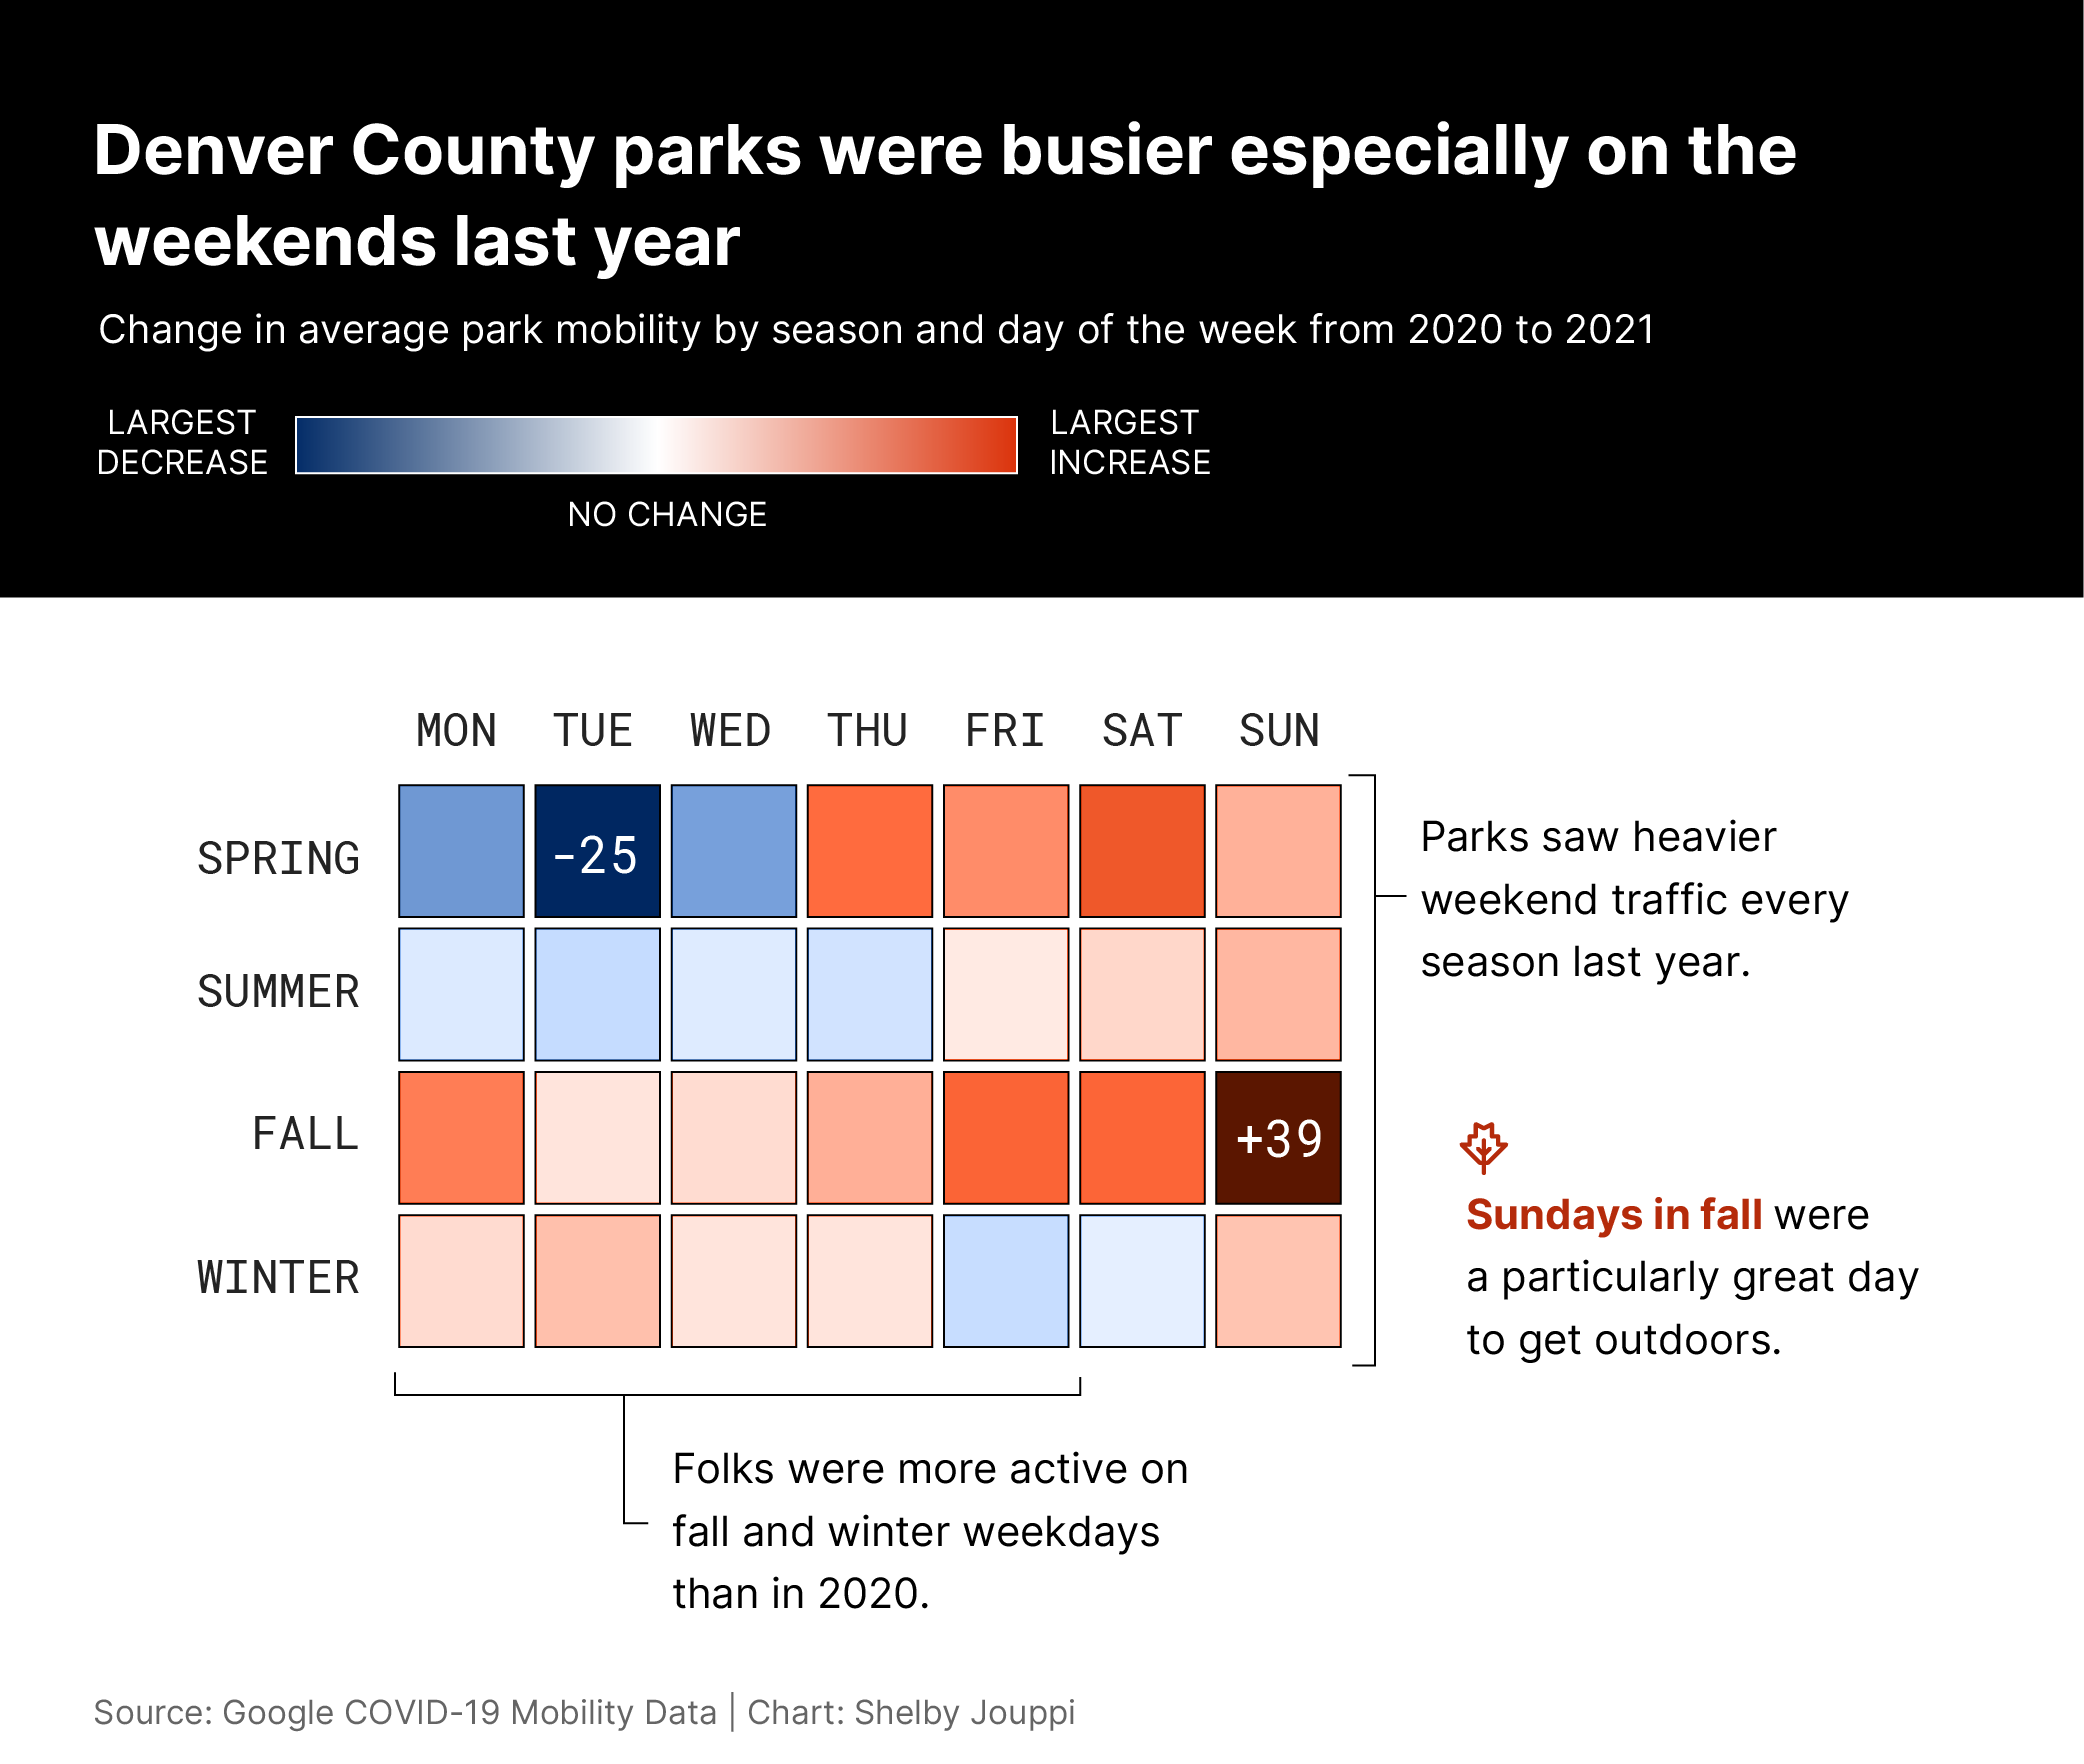 Denver County parks were busier especially on the
weekends last year
Change in average park mobility by season and day of the week from 2020 to 2021
LARGEST
DECREASE
LARGEST
INCREASE
NO CHANGE
MON TUE WED THU FRI SAT SUN
SPRING
-25
Parks saw heavier
weekend traffic every
season last year.
SUMMER
FALL
+39
Sundays in fall were
a particularly great day
to get outdoors.
WINTER
Folks were more active on
fall and winter weekdays
than in 2020.
Source: Google COVID-19 Mobility Data | Chart: Shelby Jouppi